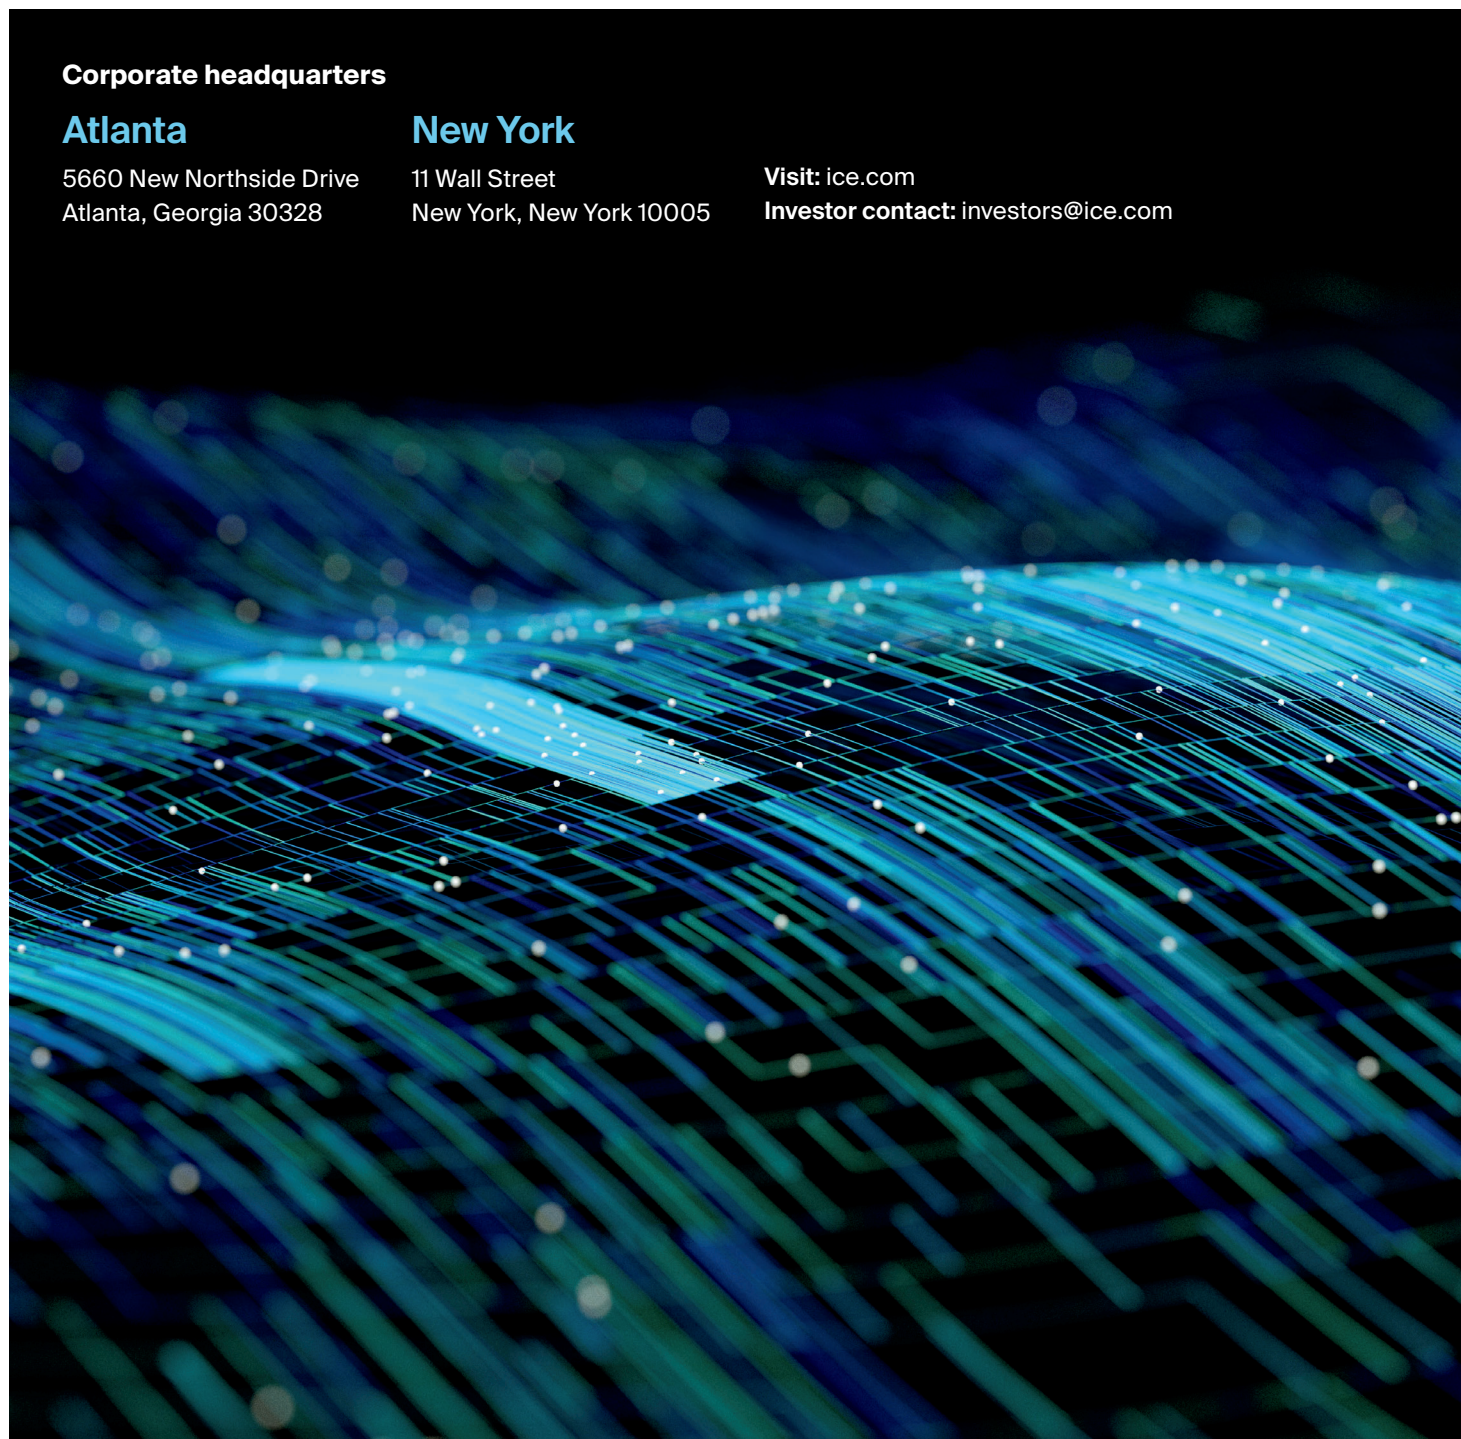 Corporate headquarters
Atlanta
5660 New Northside Drive
Atlanta, Georgia 30328
New York
11 Wall Street
New York, New York 10005
Visit: ice.com
Investor contact: investors@ice.com